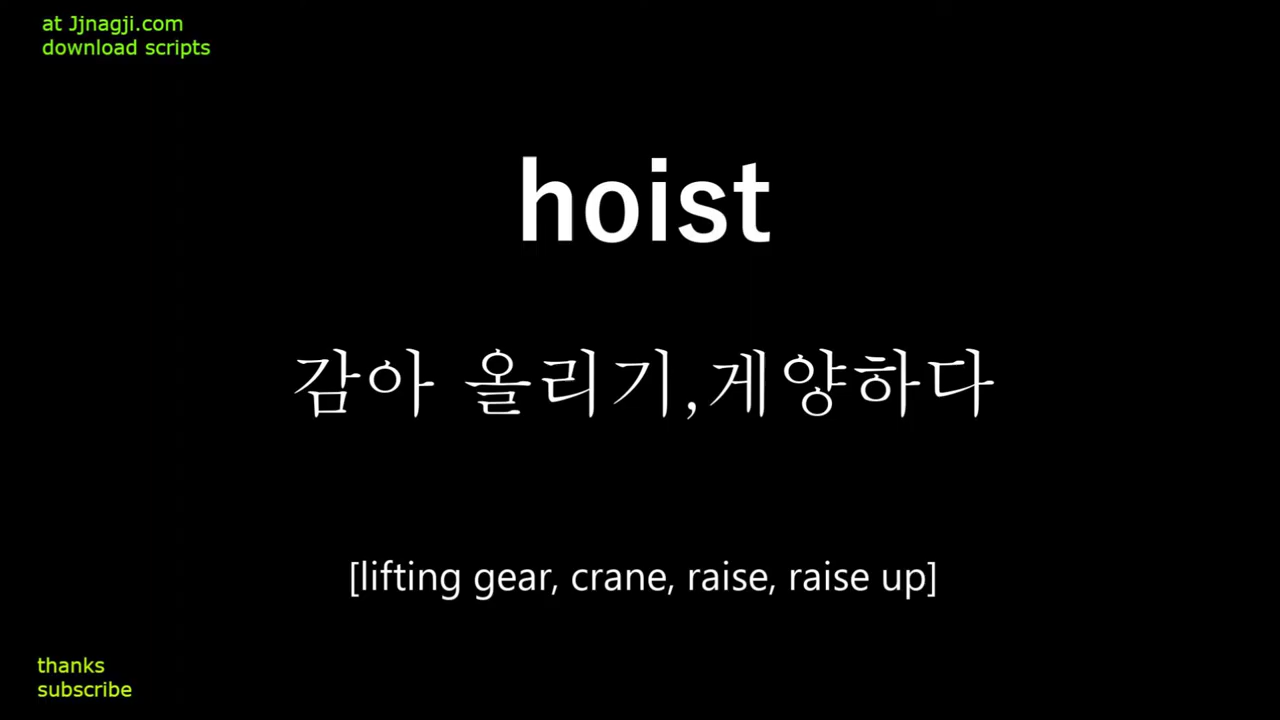 at Jjnagji.com
download scripts
hoist
감아 올리기,게양하다
[lifting gear, crane, raise, raise up]
thanks
subscribe